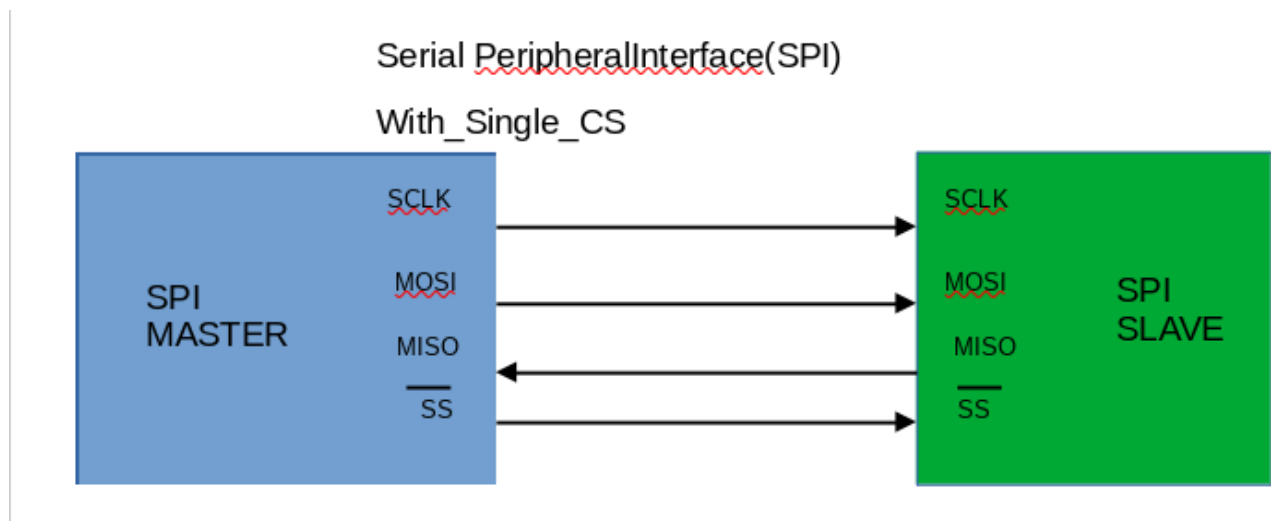 Serial PeripheralInterface(SPI)
With_Single_CS
SCLK
MOSI
SPI
MASTER
MISO
SS
SCLK
MOSI
SPI
SLAVE
MISO
SS